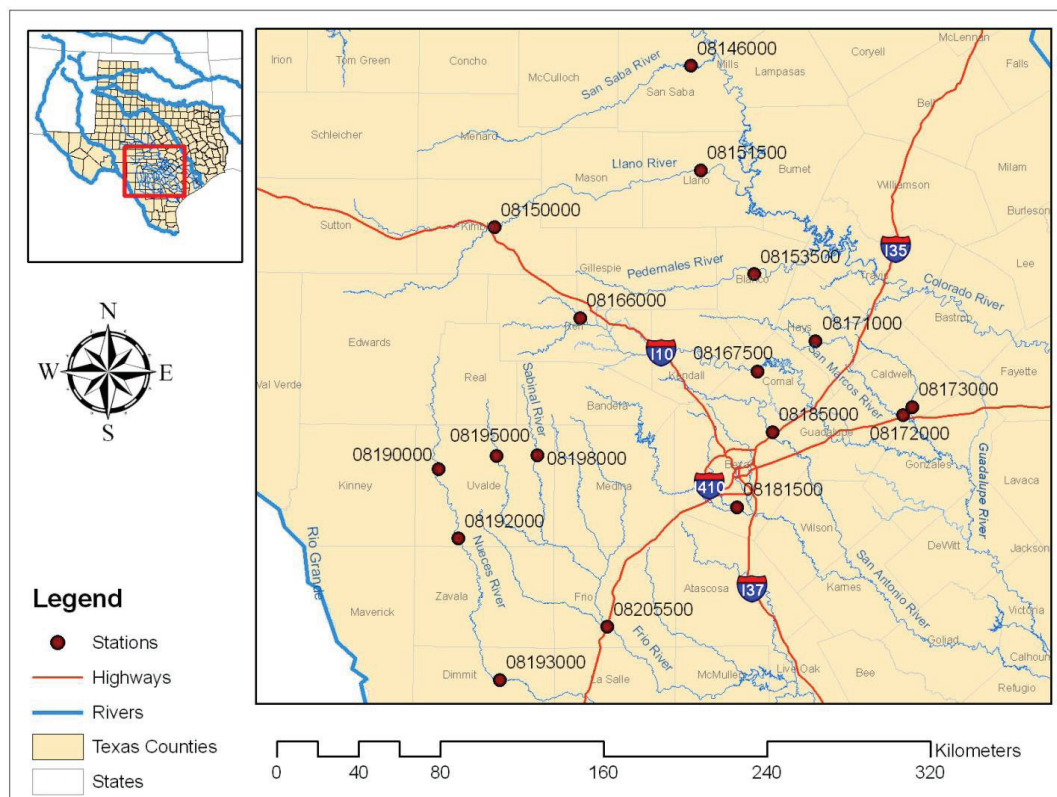 Irion
Tom Green
Concho
McCulloch
San Saba River
San Saba
Mills
08146000
Lampasas
Coryell
McLennan
Falls
Bell
Schleicher
Menard
Mason
Llano River
Llano
08151500
Burnet
Williamson
Milam
Burleson
Sutton
08150000
Gillespie
Pedernales River
08153500
Blanco
Travis
I35
Lee
Colorado River
Bastrop
08166000
Kerr
Edwards
I10
08167500
Hays
08171000
San Marcos River
Caldwell
Fayette
Val Verde
Real
Sabinal River
Bandera
Kendall
Comal
08173000
08172000
08185000
Guadalupe
Gonzales
Guadalupe River
Lavaca
08190000
08195000
08198000
Kinney
Uvalde
Medina
I410
08181500
Wilson
DeWitt
Jackson
08192000
Rio Grande
Nueces River
Zavala
Maverick
Frio
Atascosa
I37
Karnes
San Antonio River
Goliad
Victoria
Calhoun
08205500
Frio River
08193000
Dimmit
La Salle
Live Oak
Bee
Refugio
N
W
E
S
Legend
Stations
Highways
Rivers
Texas Counties
States
Kilometers
0 40 80 160 240 320